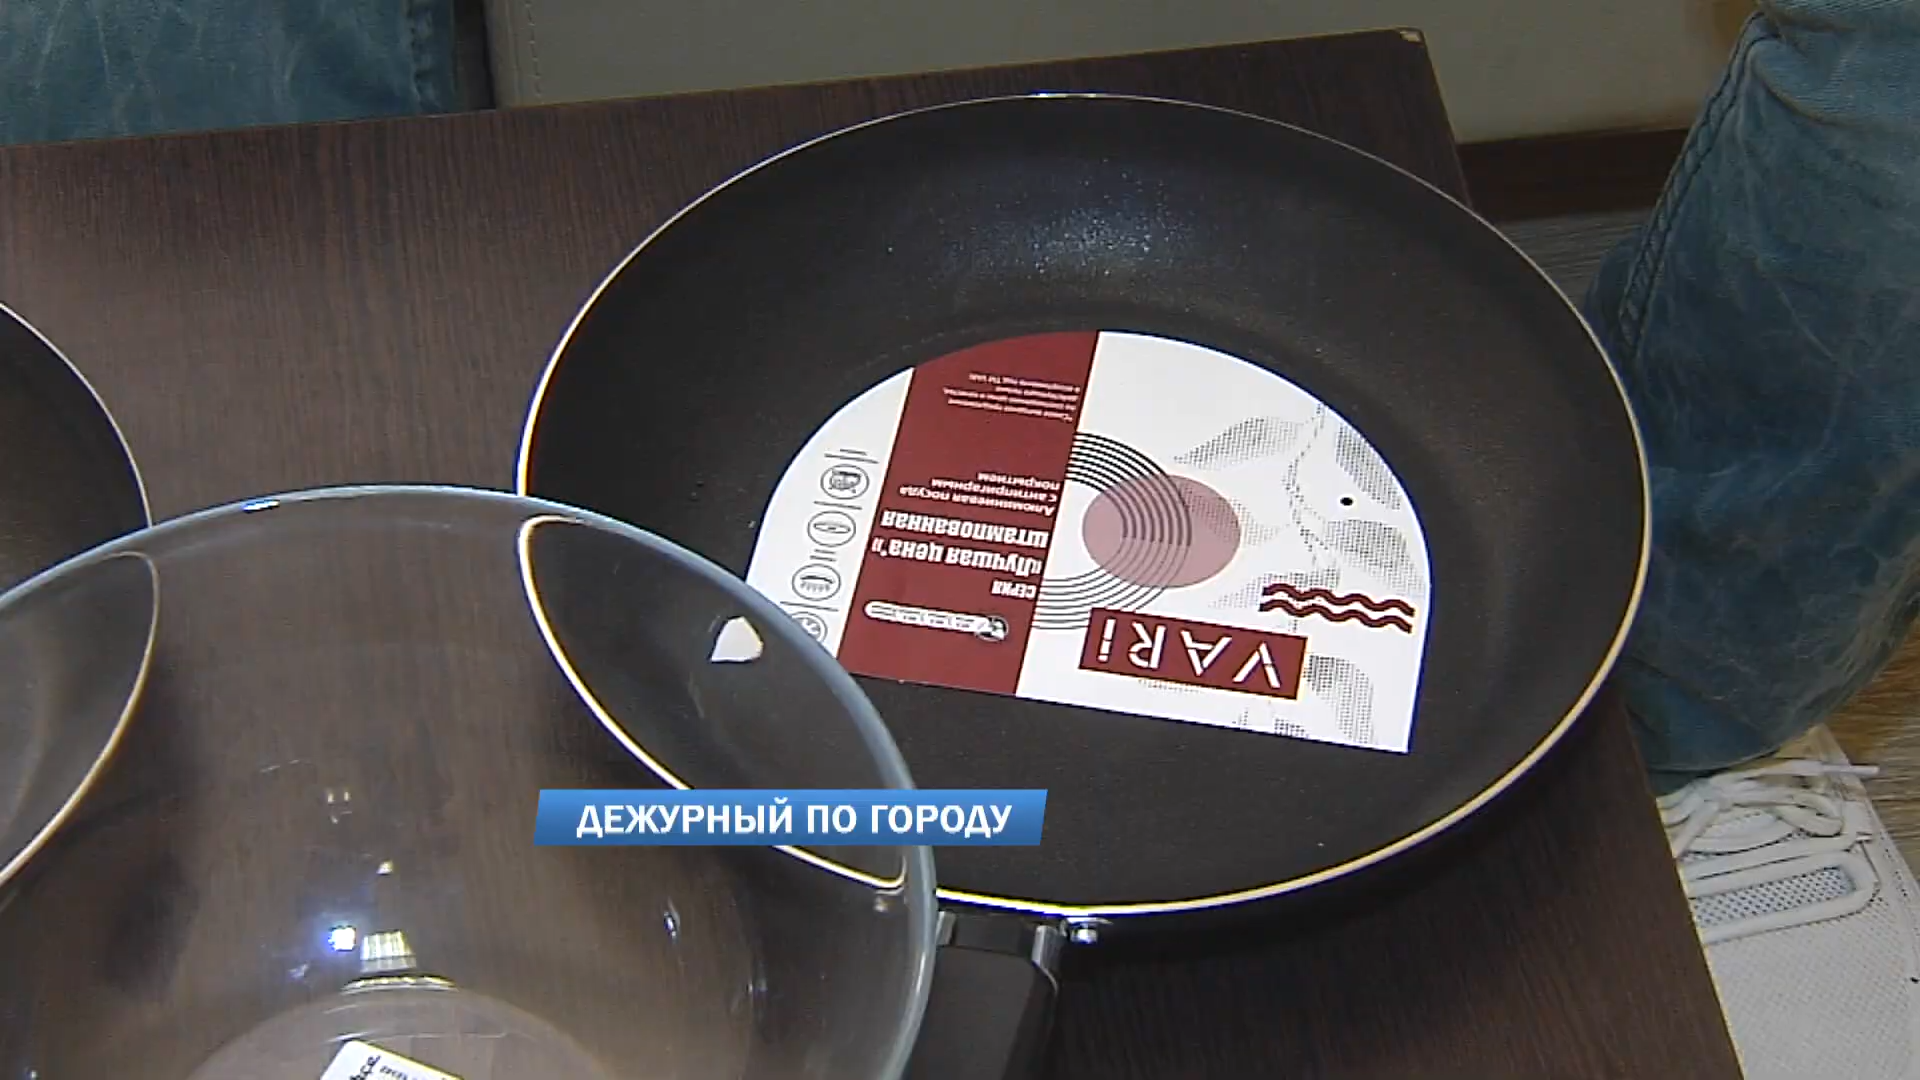 VARi
СЕРИЯ
«Лучшая цена*»
штампованная
Алюминиевая посуда
с антипригарным
покрытием
ДЕЖУРНЫЙ ПО ГОРОДУ